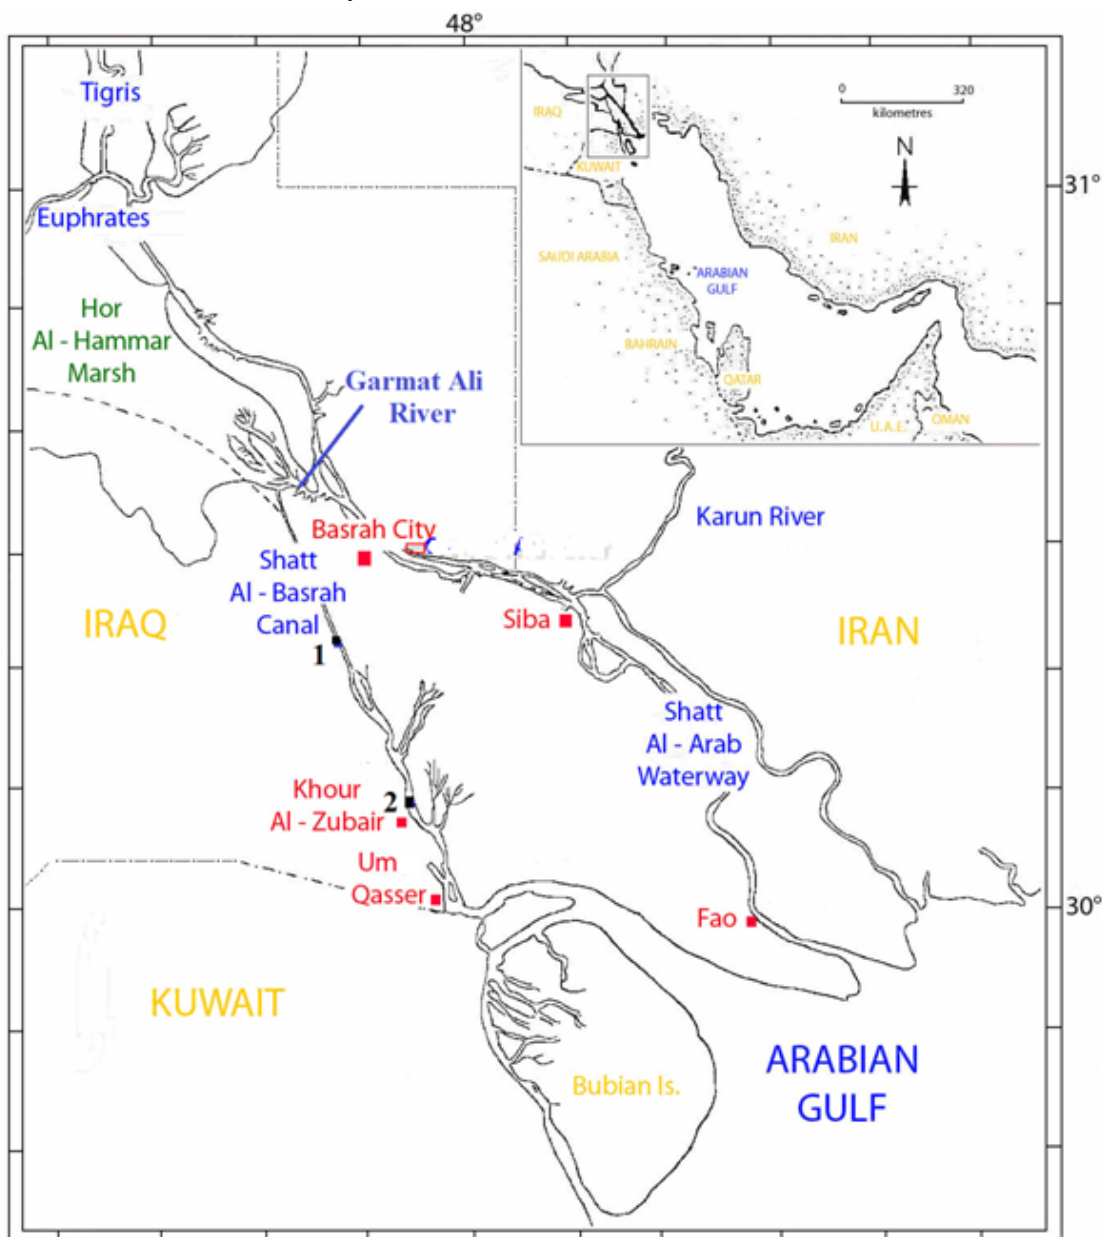 48°
Tigris
Euphrates
Hor
Al - Hammar
Marsh
Garmat Ali
River
Basrah City
Shatt
Al - Basrah
Canal
1
IRAQ
Siba
Karun River
IRAN
Shatt
Al - Arab
Waterway
Khour
Al - Zubair
2
Um
Qasser
Fao
KUWAIT
Bubian Is.
ARABIAN
GULF
31°
30°
IRAQ
KUWAIT
SAUDI ARABIA
BAHRAIN
QATAR
U.A.E.
OMAN
IRAN
ARABIAN
GULF
0 320
kilometres
N